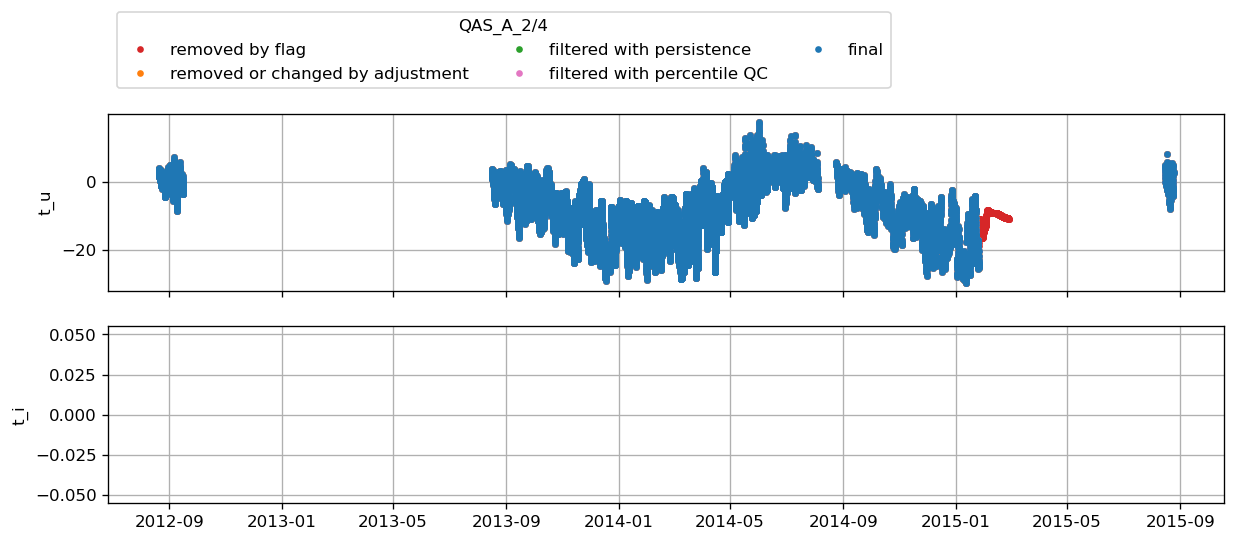 QAS_A_2/4
removed by flag
filtered with persistence
final
removed or changed by adjustment
filtered with percentile QC
t_u
0
−20
t_i
0.050
0.025
0.000
−0.025
−0.050
2012-09 2013-01 2013-05 2013-09 2014-01 2014-05 2014-09 2015-01 2015-05 2015-09